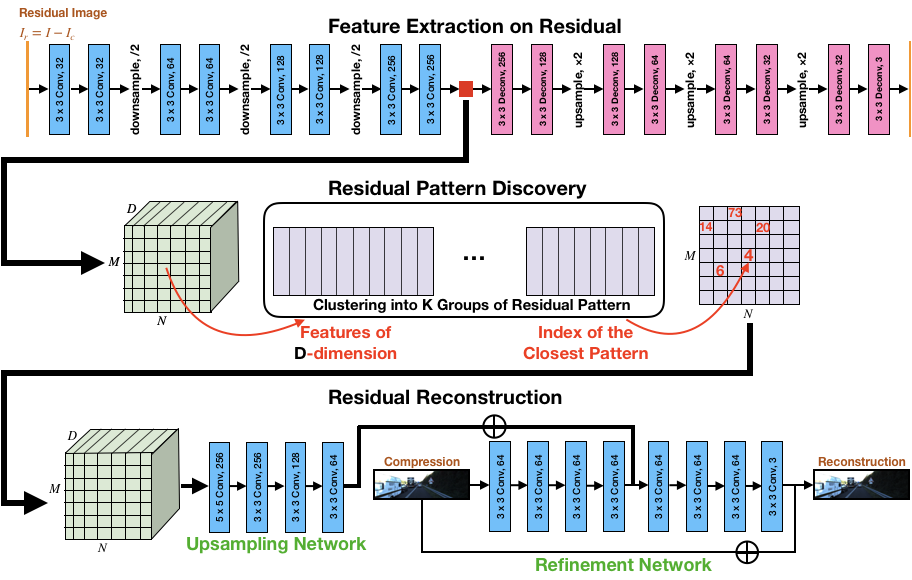 Residual Image
I_r = I − I_c
Feature Extraction on Residual
3 x 3 Conv, 32
3 x 3 Conv, 32
downsample, /2
3 x 3 Conv, 64
3 x 3 Conv, 64
downsample, /2
3 x 3 Conv, 128
3 x 3 Conv, 128
downsample, /2
3 x 3 Conv, 256
3 x 3 Conv, 256
3 x 3 Deconv, 256
3 x 3 Deconv, 128
upsample, ×2
3 x 3 Deconv, 128
3 x 3 Deconv, 64
upsample, ×2
3 x 3 Deconv, 64
3 x 3 Deconv, 32
upsample, ×2
3 x 3 Deconv, 32
3 x 3 Deconv, 3
Residual Pattern Discovery
D
M
N
...
Clustering into K Groups of Residual Pattern
Features of
D-dimension
Index of the
Closest Pattern
73
14
20
4
6
M
N
Residual Reconstruction
D
M
N
5 x 5 Conv, 256
3 x 3 Conv, 256
3 x 3 Conv, 128
3 x 3 Conv, 64
Upsampling Network
Compression
3 x 3 Conv, 64
3 x 3 Conv, 64
3 x 3 Conv, 64
3 x 3 Conv, 64
3 x 3 Conv, 64
3 x 3 Conv, 64
3 x 3 Conv, 64
3 x 3 Conv, 3
Reconstruction
Refinement Network